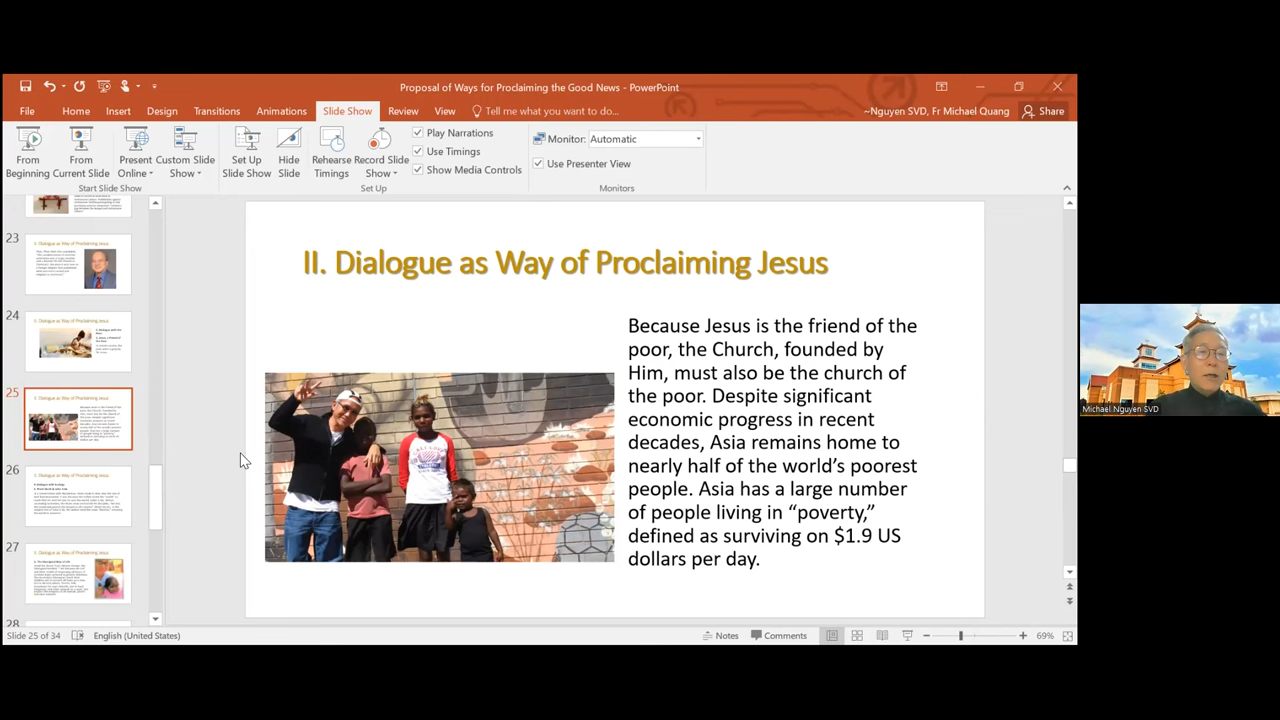 Proposal of Ways for Proclaiming the Good News - PowerPoint
File
Home
Insert
Design
Transitions
Animations
Slide Show
Review
View
Tell me what you want to do...
~Nguyen SVD, Fr Michael Quang
Share
From
Beginning
From
Current Slide
Present
Online
Custom Slide
Show
Start Slide Show
Set Up
Slide Show
Hide
Slide
Rehearse
Timings
Record Slide
Show
Play Narrations
Use Timings
Show Media Controls
Set Up
Monitor: Automatic
Use Presenter View
Monitors
23
24
25
26
27
28
II. Dialogue as Way of Proclaiming Jesus
Because Jesus is the friend of the
poor, the Church, founded by
Him, must also be the church of
the poor. Despite significant
economic progress in recent
decades, Asia remains home to
nearly half of the world's poorest
people. Asia has a large number
of people living in “poverty,”
defined as surviving on $1.9 US
dollars per day.
Michael Nguyen SVD
Slide 25 of 34
English (United States)
Notes
Comments
69%